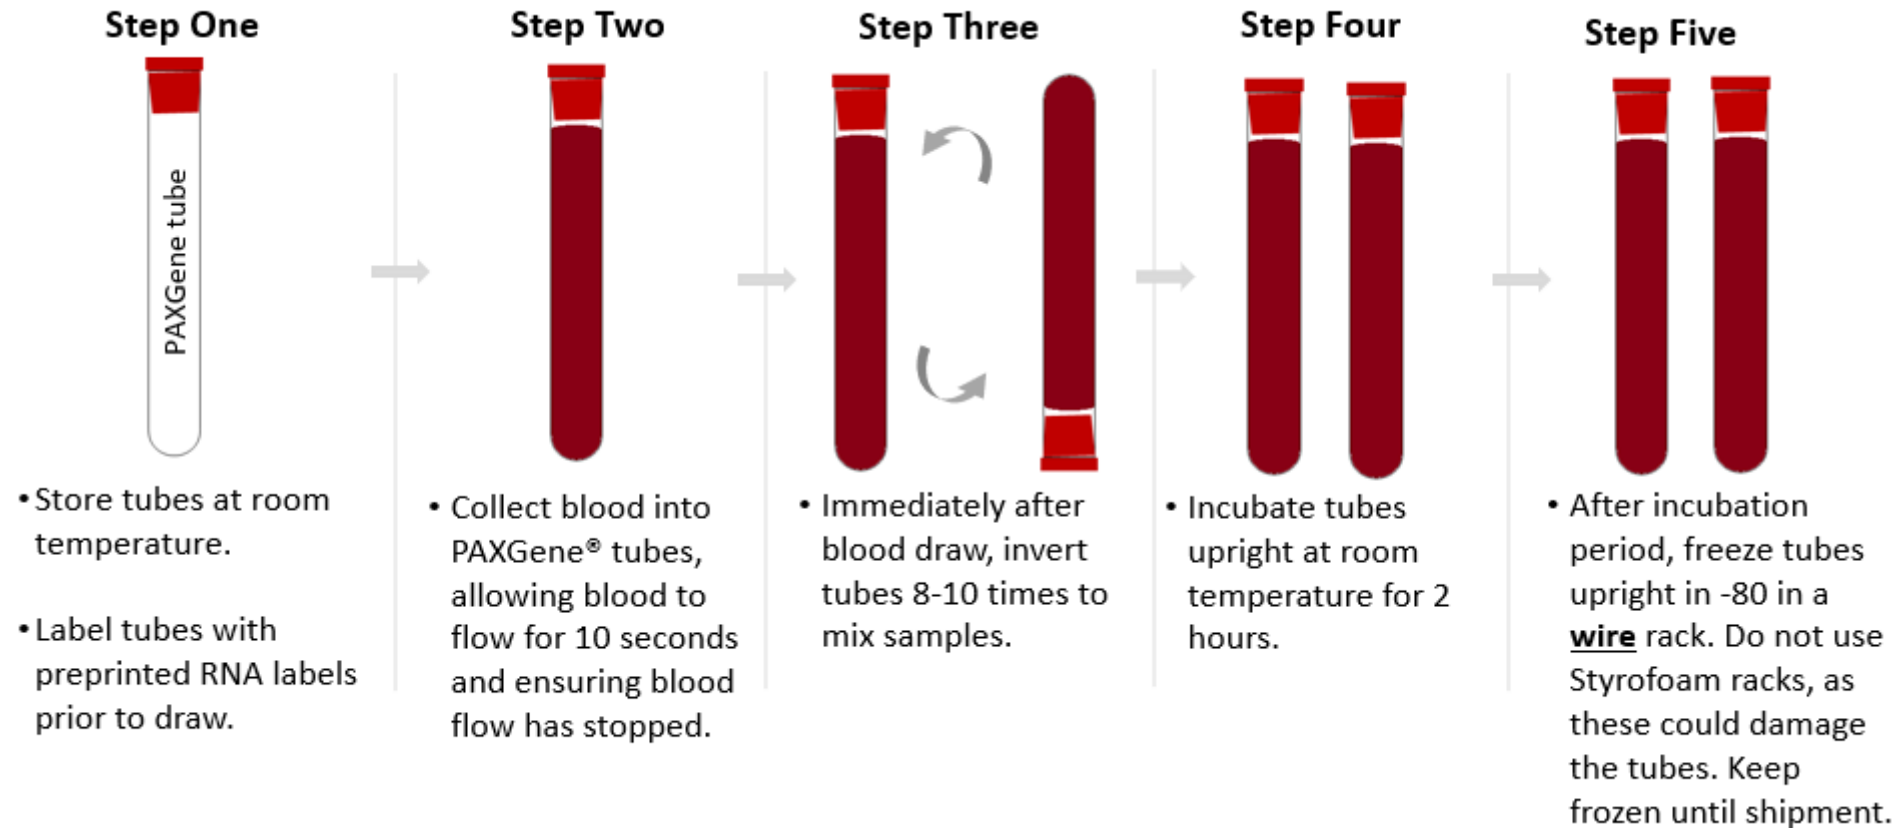 Step One
PAXGene tube
• Store tubes at room
temperature.
• Label tubes with
preprinted RNA labels
prior to draw.
Step Two
• Collect blood into
PAXGene® tubes,
allowing blood to
flow for 10 seconds
and ensuring blood
flow has stopped.
Step Three
• Immediately after
blood draw, invert
tubes 8-10 times to
mix samples.
Step Four
• Incubate tubes
upright at room
temperature for 2
hours.
Step Five
• After incubation
period, freeze tubes
upright in -80 in a
wire rack. Do not use
Styrofoam racks, as
these could damage
the tubes. Keep
frozen until shipment.